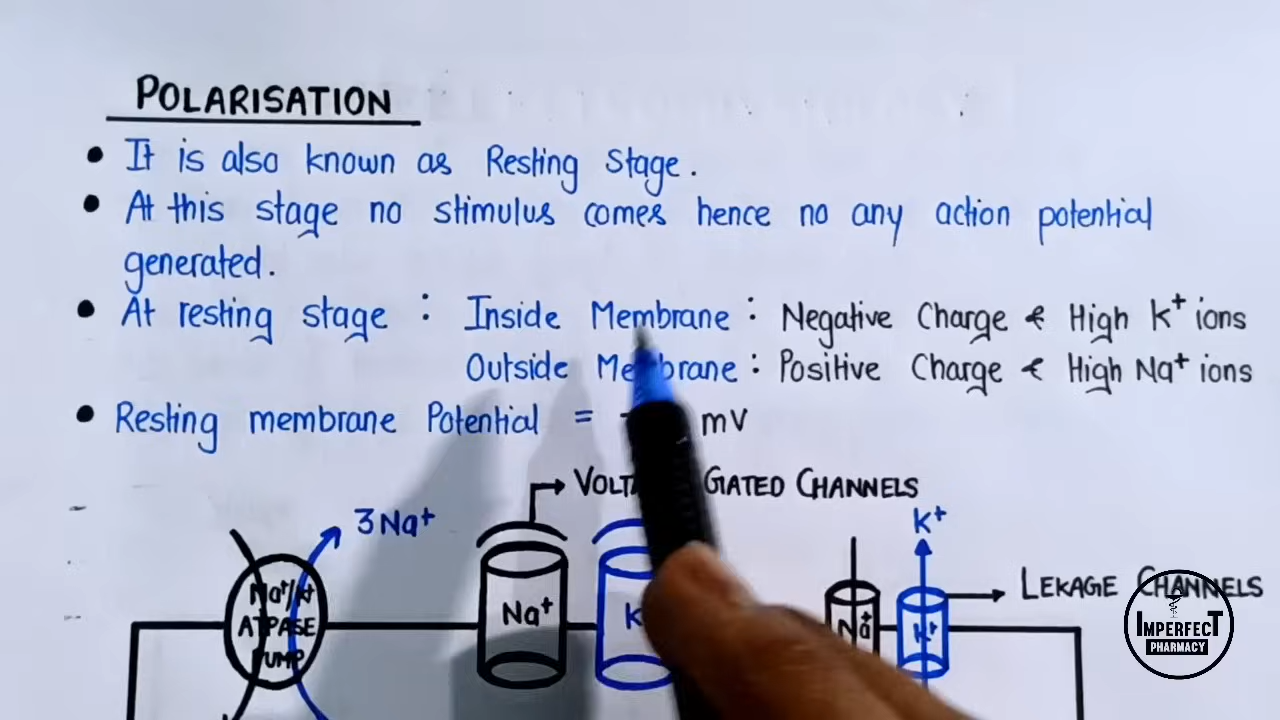 POLARISATION
• It is also known as Resting Stage.
• At this stage no stimulus comes hence no any action potential
generated.
• At resting stage : Inside Membrane : Negative Charge & High K+ ions
Outside Membrane : Positive Charge & High Na+ ions
• Resting membrane Potential = mV
GATED CHANNELS
3Na+
K+
LEKAGE CHANNELS
Na+/K+
ATPASE
PUMP
Na+
K
Na+
K+
IMPERFECT
PHARMACY